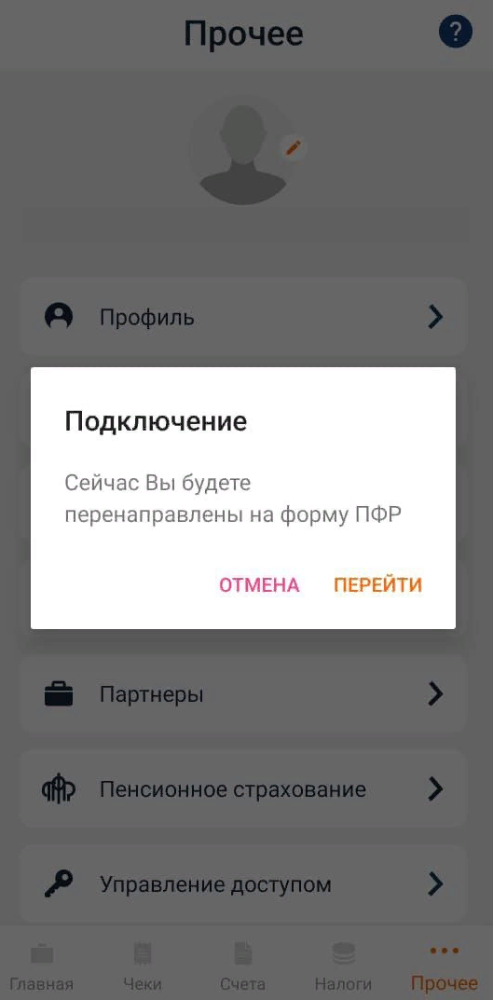 Прочее
?
Профиль
Подключение
Сейчас Вы будете
перенаправлены на форму ПФР
ОТМЕНА ПЕРЕЙТИ
Партнеры
Пенсионное страхование
Управление доступом
Главная Чеки Счета Налоги Прочее